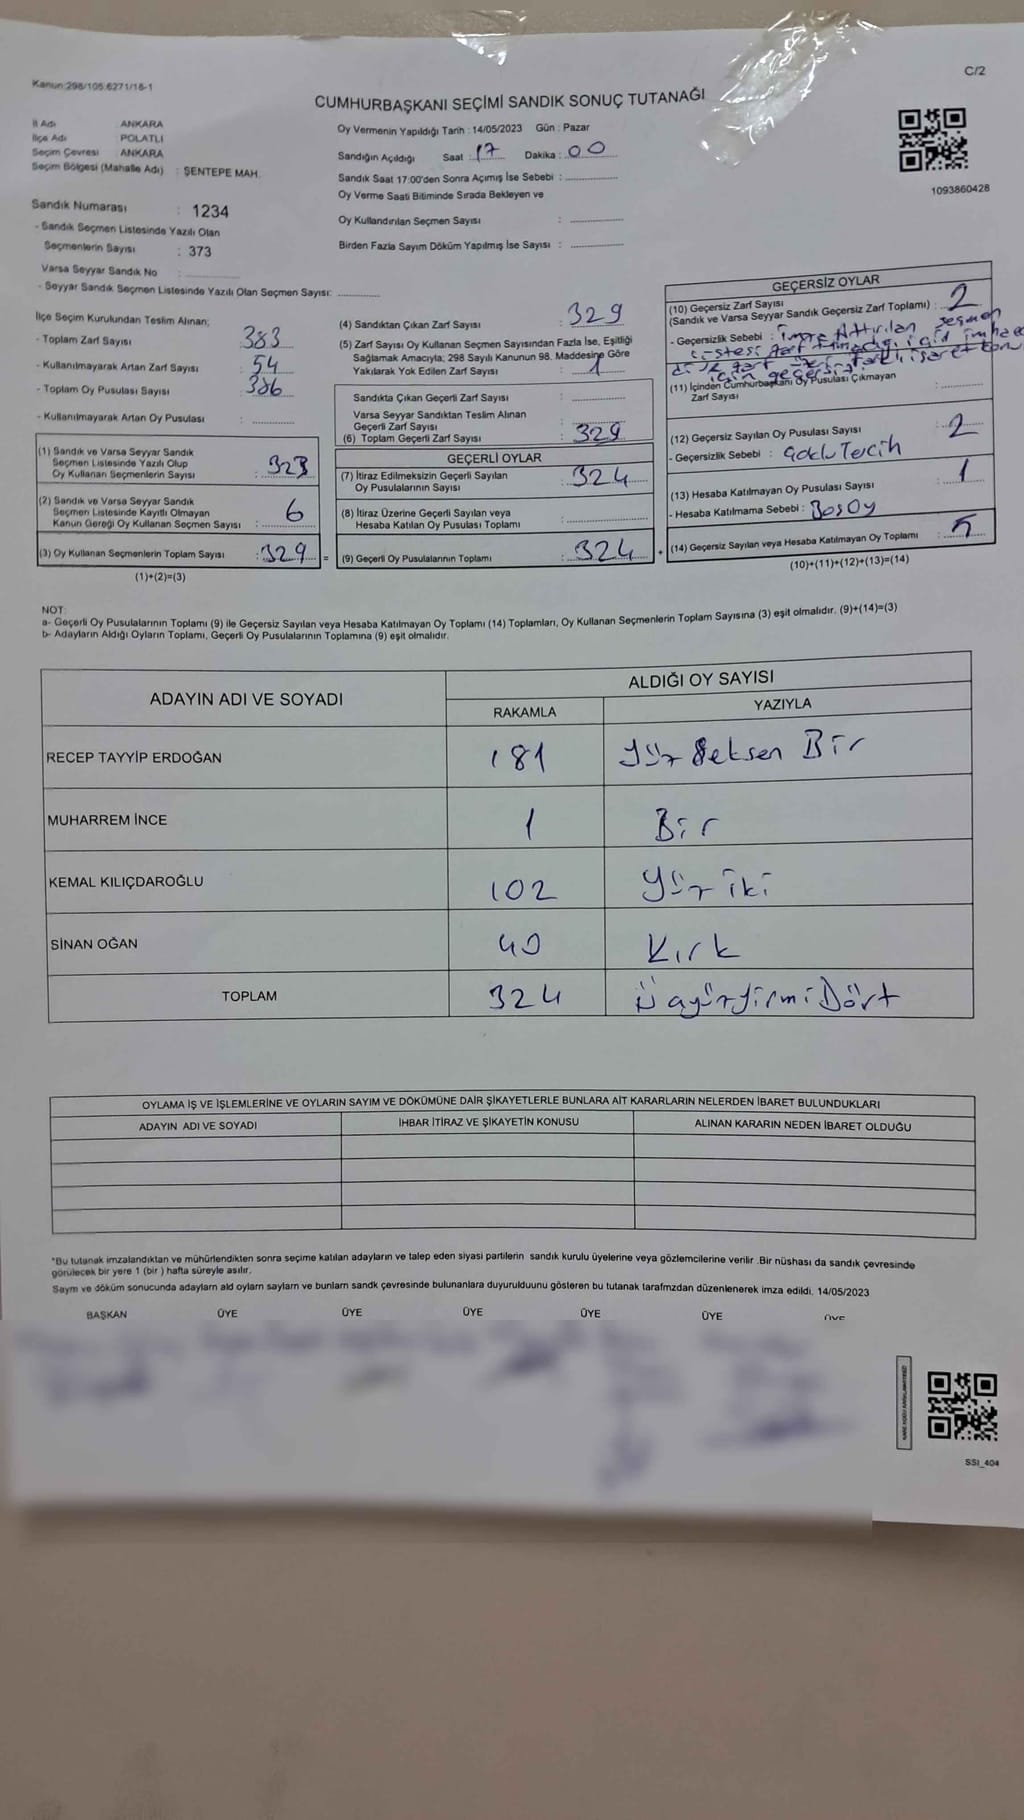 Kanun:298/105.6271/16-1
C/2
CUMHURBAŞKANI SEÇİMİ SANDIK SONUÇ TUTANAĞI
İl Adı ANKARA
İlçe Adı POLATLI
Seçim Çevresi ANKARA
Seçim Bölgesi (Mahalle Adı) : ŞENTEPE MAH.
Sandık Numarası : 1234
- Sandık Seçmen Listesinde Yazılı Olan
Seçmenlerin Sayısı : 373
Varsa Seyyar Sandık No :
- Seyyar Sandık Seçmen Listesinde Yazılı Olan Seçmen Sayısı:
Oy Vermenin Yapıldığı Tarih : 14/05/2023 Gün : Pazar
Sandığın Açıldığı Saat : 17 Dakika : 00
Sandık Saat 17:00'den Sonra Açımış İse Sebebi :
Oy Verme Saati Bitiminde Sırada Bekleyen ve
Oy Kullandırılan Seçmen Sayısı :
Birden Fazla Sayım Döküm Yapılmış İse Sayısı :
1093860428
İlçe Seçim Kurulundan Teslim Alınan;
- Toplam Zarf Sayısı : 383
- Kullanılmayarak Artan Zarf Sayısı : 54
- Toplam Oy Pusulası Sayısı : 386
- Kullanılmayarak Artan Oy Pusulası :
(1) Sandık ve Varsa Seyyar Sandık
Seçmen Listesinde Yazılı Olup
Oy Kullanan Seçmenlerin Sayısı : 323
(2) Sandık ve Varsa Seyyar Sandık
Seçmen Listesinde Kayıtlı Olmayan
Kanun Gereği Oy Kullanan Seçmen Sayısı : 6
(3) Oy Kullanan Seçmenlerin Toplam Sayısı : 329 =
(1)+(2)=(3)
(4) Sandıktan Çıkan Zarf Sayısı : 329
(5) Zarf Sayısı Oy Kullanan Seçmen Sayısından Fazla İse, Eşitliği
Sağlamak Amacıyla; 298 Sayılı Kanunun 98. Maddesine Göre
Yakılarak Yok Edilen Zarf Sayısı : 1
Sandıkta Çıkan Geçerli Zarf Sayısı :
Varsa Seyyar Sandıktan Teslim Alınan
Geçerli Zarf Sayısı :
(6) Toplam Geçerli Zarf Sayısı : 329
GEÇERLİ OYLAR
(7) İtiraz Edilmeksizin Geçerli Sayılan
Oy Pusulalarının Sayısı : 324
(8) İtiraz Üzerine Geçerli Sayılan veya
Hesaba Katılan Oy Pusulası Toplamı :
(9) Geçerli Oy Pusulalarının Toplamı : 324 +
GEÇERSİZ OYLAR
(10) Geçersiz Zarf Sayısı
(Sandık ve Varsa Seyyar Sandık Geçersiz Zarf Toplamı) : 2
- Geçersizlik Sebebi : seçmen
için geçersiz
(11) İçinden Cumhurbaşkanı Oy Pusulası Çıkmayan
Zarf Sayısı :
(12) Geçersiz Sayılan Oy Pusulası Sayısı : 2
- Geçersizlik Sebebi : Çoklu Tercih
(13) Hesaba Katılmayan Oy Pusulası Sayısı : 1
- Hesaba Katılmama Sebebi : Boş Oy
(14) Geçersiz Sayılan veya Hesaba Katılmayan Oy Toplamı : 5
(10)+(11)+(12)+(13)=(14)
NOT:
a- Geçerli Oy Pusulalarının Toplamı (9) ile Geçersiz Sayılan veya Hesaba Katılmayan Oy Toplamı (14) Toplamları, Oy Kullanan Seçmenlerin Toplam Sayısına (3) eşit olmalıdır. (9)+(14)=(3)
b- Adayların Aldığı Oyların Toplamı, Geçerli Oy Pusulalarının Toplamına (9) eşit olmalıdır.
ADAYIN ADI VE SOYADI ALDIĞI OY SAYISI
RAKAMLA YAZIYLA
RECEP TAYYİP ERDOĞAN 181 Yüz Seksen Bir
MUHARREM İNCE 1 Bir
KEMAL KILIÇDAROĞLU 102 Yüz iki
SİNAN OĞAN 40 Kırk
TOPLAM 324 Üçyüzyirmi Dört
OYLAMA İŞ VE İŞLEMLERİNE VE OYLARIN SAYIM VE DÖKÜMÜNE DAİR ŞİKAYETLERLE BUNLARA AİT KARARLARIN NELERDEN İBARET BULUNDUKLARI
ADAYIN ADI VE SOYADI İHBAR İTİRAZ VE ŞİKAYETİN KONUSU ALINAN KARARIN NEDEN İBARET OLDUĞU
*Bu tutanak imzalandıktan ve mühürlendikten sonra seçime katılan adayların ve talep eden siyasi partilerin sandık kurulu üyelerine veya gözlemcilerine verilir .Bir nüshası da sandık çevresinde
görülecek bir yere 1 (bir ) hafta süreyle asılır.
Sayım ve döküm sonucunda adayların ald oyların sayların ve bunların sandk çevresinde bulunanlara duyurulduunu gösteren bu tutanak tarafmzdan düzenlenerek imza edildi. 14/05/2023
BAŞKAN ÜYE ÜYE ÜYE ÜYE ÜYE ÜYE
SSI_404